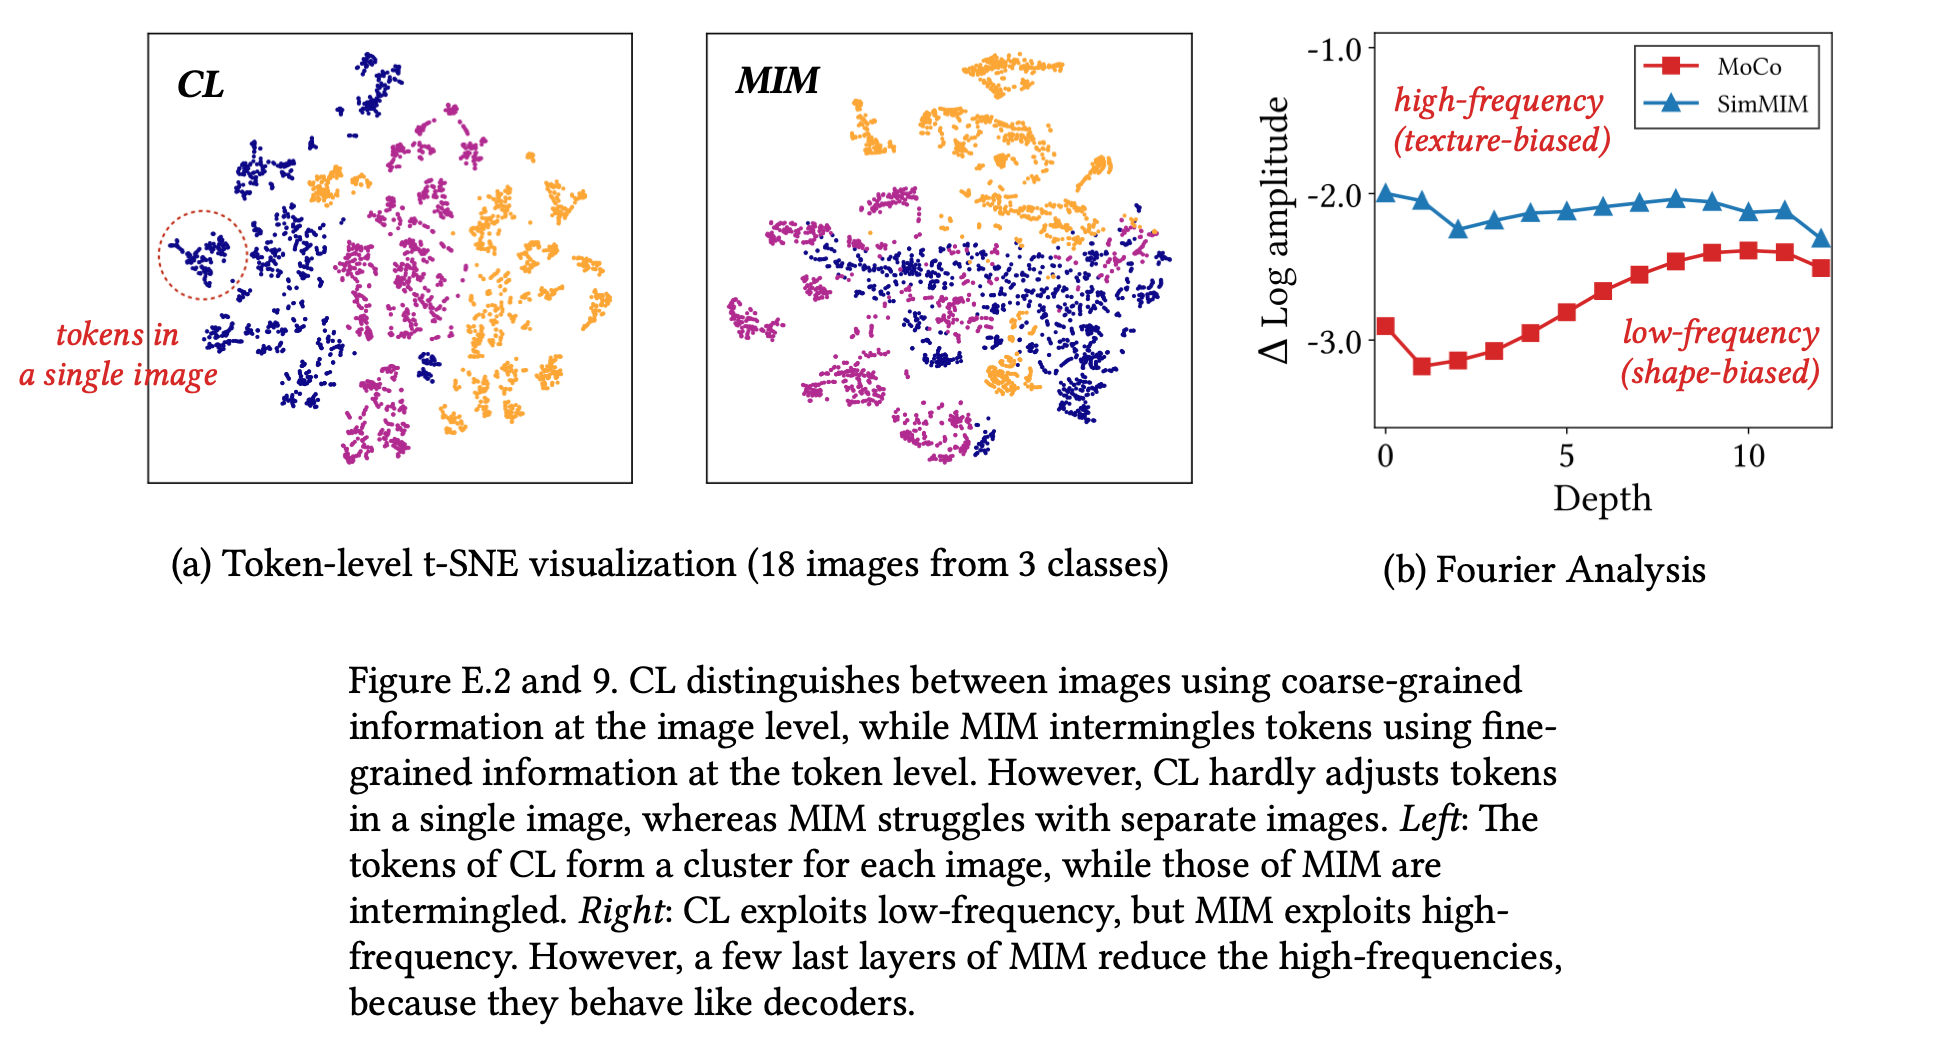 CL
tokens in
a single image
MIM
(a) Token-level t-SNE visualization (18 images from 3 classes)
Δ Log amplitude
-1.0
-2.0
-3.0
high-frequency
(texture-biased)
MoCo
SimMIM
low-frequency
(shape-biased)
0 5 10
Depth
(b) Fourier Analysis
Figure E.2 and 9. CL distinguishes between images using coarse-grained
information at the image level, while MIM intermingles tokens using fine-
grained information at the token level. However, CL hardly adjusts tokens
in a single image, whereas MIM struggles with separate images. Left: The
tokens of CL form a cluster for each image, while those of MIM are
intermingled. Right: CL exploits low-frequency, but MIM exploits high-
frequency. However, a few last layers of MIM reduce the high-frequencies,
because they behave like decoders.